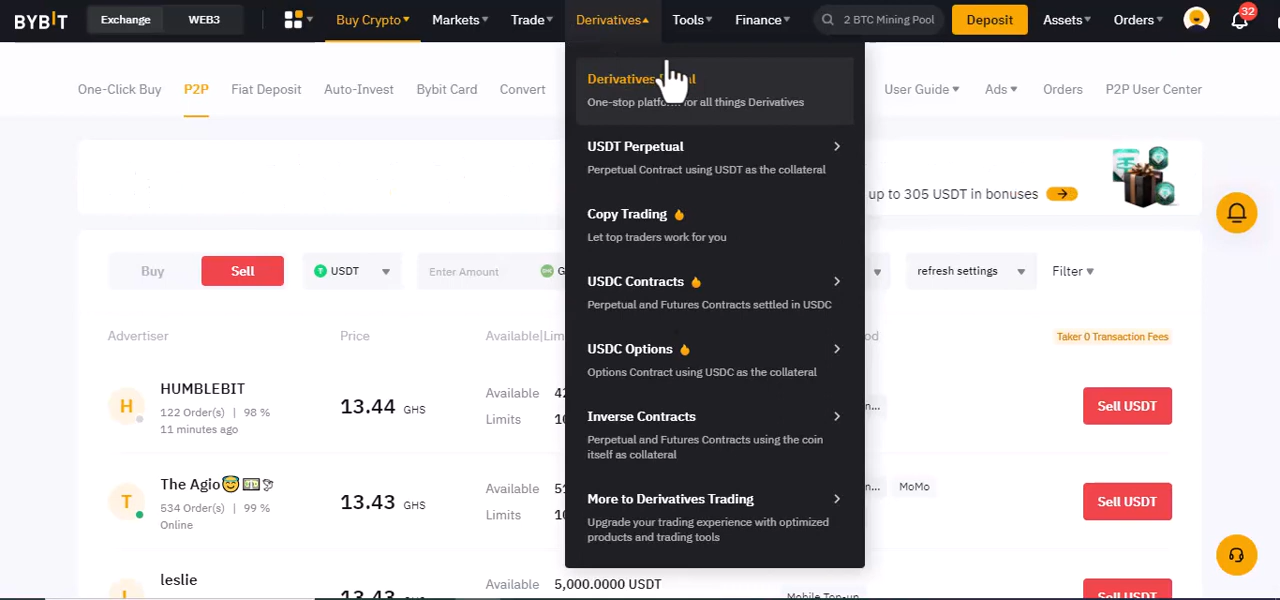 BYBIT Exchange WEB3 Buy Crypto Markets Trade Derivatives Tools Finance 2 BTC Mining Pool Deposit Assets Orders 32
One-Click Buy P2P Fiat Deposit Auto-Invest Bybit Card Convert User Guide Ads Orders P2P User Center
Derivatives
One-stop platform for all things Derivatives
USDT Perpetual
Perpetual Contract using USDT as the collateral
Copy Trading
Let top traders work for you
USDC Contracts
Perpetual and Futures Contracts settled in USDC
USDC Options
Options Contract using USDC as the collateral
Inverse Contracts
Perpetual and Futures Contracts using the coin
itself as collateral
More to Derivatives Trading
Upgrade your trading experience with optimized
products and trading tools
up to 305 USDT in bonuses
Buy Sell USDT Enter Amount refresh settings Filter
Advertiser Price Available|Lim Taker 0 Transaction Fees
HUMBLEBIT
122 Order(s) | 98 %
11 minutes ago
H
13.44 GHS
Available
Limits
Sell USDT
The Agio
534 Order(s) | 99 %
Online
T
13.43 GHS
Available
Limits
MoMo
Sell USDT
leslie
Available 5,000.0000 USDT